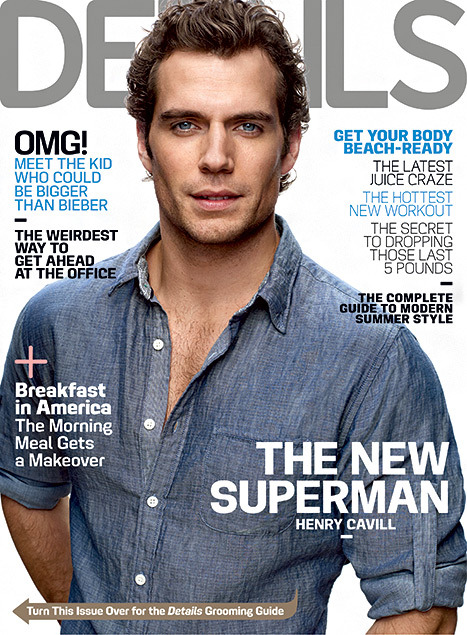 DETAILS
OMG!
MEET THE KID
WHO COULD
BE BIGGER
THAN BIEBER
THE WEIRDEST
WAY TO
GET AHEAD
AT THE OFFICE
GET YOUR BODY
BEACH-READY
THE LATEST
JUICE CRAZE
THE HOTTEST
NEW WORKOUT
THE SECRET
TO DROPPING
THOSE LAST
5 POUNDS
THE COMPLETE
GUIDE TO MODERN
SUMMER STYLE
+
Breakfast
in America
The Morning
Meal Gets
a Makeover
THE NEW
SUPERMAN
HENRY CAVILL
Turn This Issue Over for the Details Grooming Guide